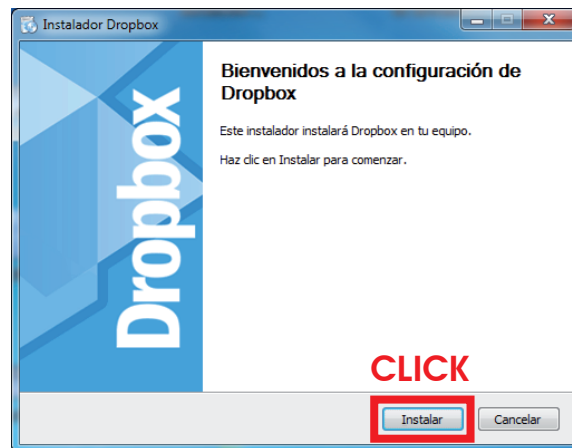 Instalador Dropbox
Bienvenidos a la configuración de
Dropbox
Este instalador instalará Dropbox en tu equipo.
Haz clic en Instalar para comenzar.
Dropbox
CLICK
Instalar
Cancelar